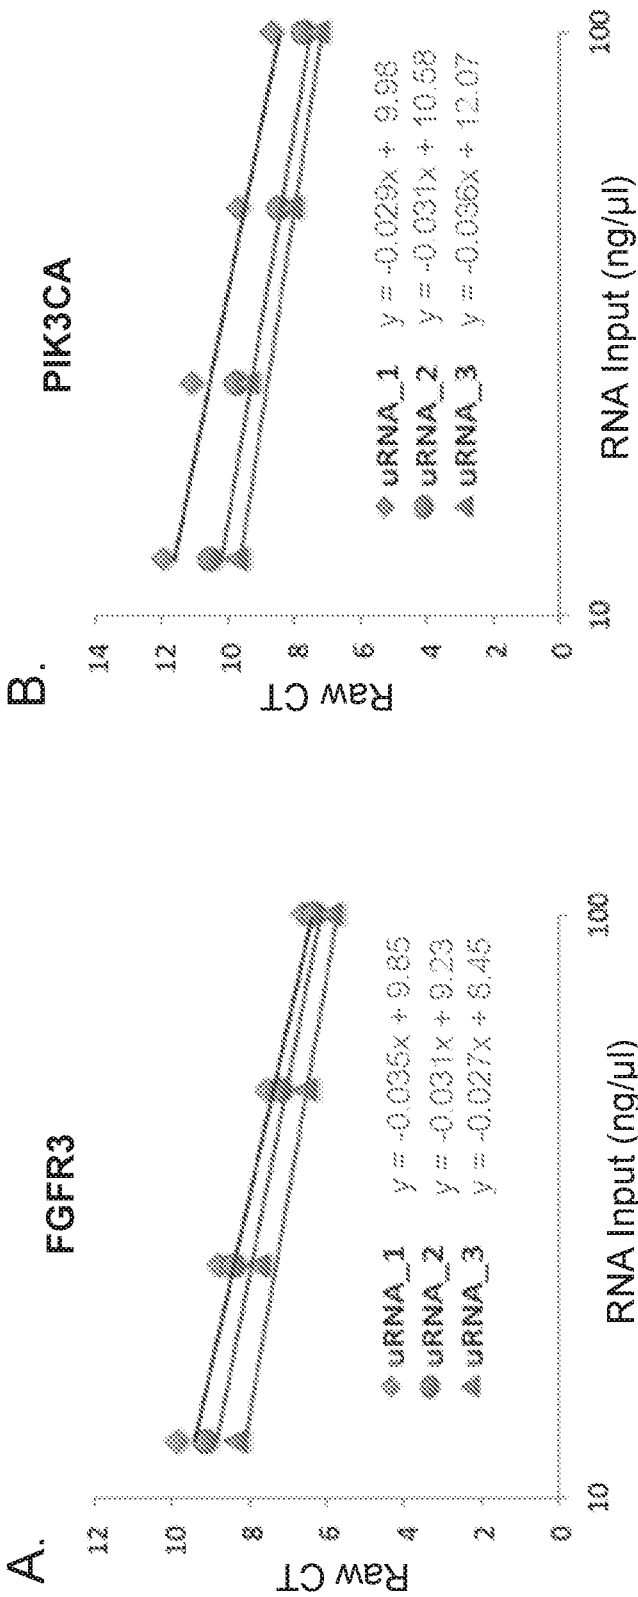 A.
FGFR3
Raw CT
12
10
8
6
4
2
0
uRNA_1 y = -0.035x + 9.85
uRNA_2 y = -0.031x + 9.23
uRNA_3 y = -0.027x + 8.45
10
100
RNA Input (ng/µl)
B.
PIK3CA
Raw CT
14
12
10
8
6
4
2
0
uRNA_1 y = -0.029x + 9.98
uRNA_2 y = -0.031x + 10.58
uRNA_3 y = -0.036x + 12.07
10
100
RNA Input (ng/µl)